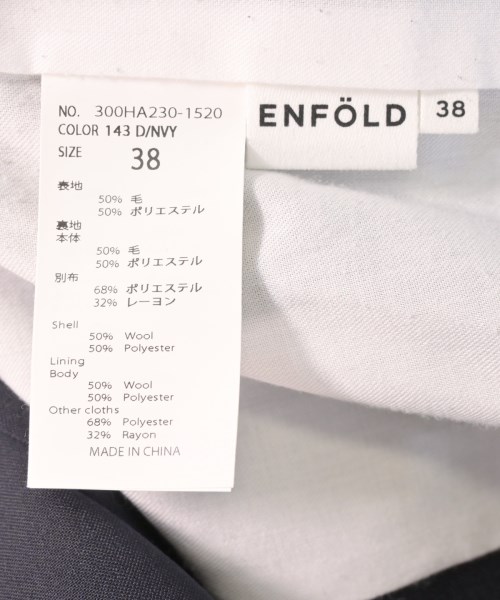 NO. 300HA230-1520
COLOR 143 D/NVY
SIZE 38
表地
50% 毛
50% ポリエステル
裏地
本体
50% 毛
50% ポリエステル
別布
68% ポリエステル
32% レーヨン
Shell
50% Wool
50% Polyester
Lining
Body
50% Wool
50% Polyester
Other cloths
68% Polyester
32% Rayon
MADE IN CHINA
ENFÖLD
38